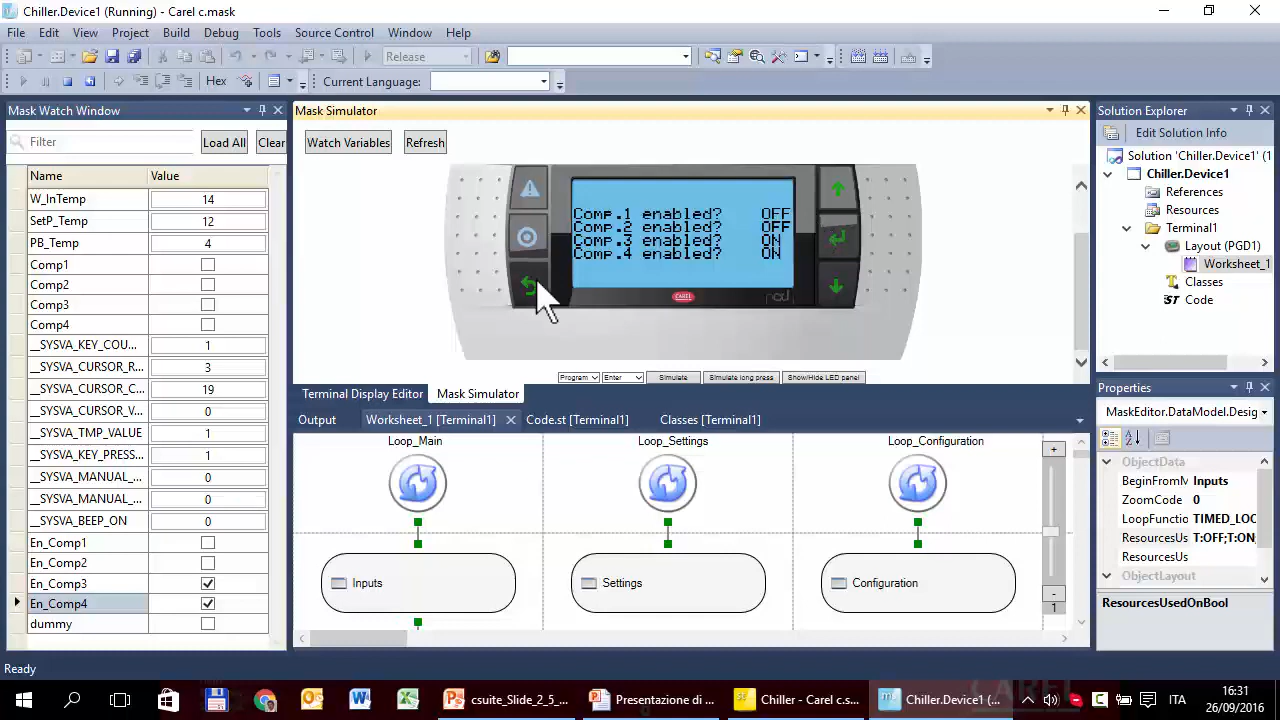 Chiller.Device1 (Running) - Carel c.mask
File Edit View Project Build Debug Tools Source Control Window Help
Release
Hex Current Language:
Mask Watch Window
Filter Load All Clear
Name Value
W_InTemp 14
SetP_Temp 12
PB_Temp 4
Comp1
Comp2
Comp3
Comp4
__SYSVA_KEY_COU... 1
__SYSVA_CURSOR_R... 3
__SYSVA_CURSOR_C... 19
__SYSVA_CURSOR_V... 0
__SYSVA_TMP_VALUE 1
__SYSVA_KEY_PRESS... 1
__SYSVA_MANUAL_... 0
__SYSVA_MANUAL_... 0
__SYSVA_BEEP_ON 0
En_Comp1
En_Comp2
En_Comp3
En_Comp4
dummy
Mask Simulator
Watch Variables Refresh
Comp.1 enabled? OFF
Comp.2 enabled? OFF
Comp.3 enabled? ON
Comp.4 enabled? ON
CAREL
Program Enter Simulate Simulate long press Show/Hide LED panel
Terminal Display Editor Mask Simulator
Output Worksheet_1 [Terminal1] Code.st [Terminal1] Classes [Terminal1]
Loop_Main Loop_Settings Loop_Configuration
Inputs Settings Configuration
+
-
1
Solution Explorer
Edit Solution Info
Solution 'Chiller.Device1' (1
Chiller.Device1
References
Resources
Terminal1
Layout (PGD1)
Worksheet_1
Classes
Code
Properties
MaskEditor.DataModel.Desig
ObjectData
BeginFromM Inputs
ZoomCode 0
LoopFunctio TIMED_LOC
ResourcesUs T:OFF;T:ON;
ResourcesUs
ObjectLayout
ResourcesUsedOnBool
Ready
csuite_Slide_2_5_... Presentazione di ... Chiller - Carel c.s... Chiller.Device1 (... ITA 16:31
26/09/2016